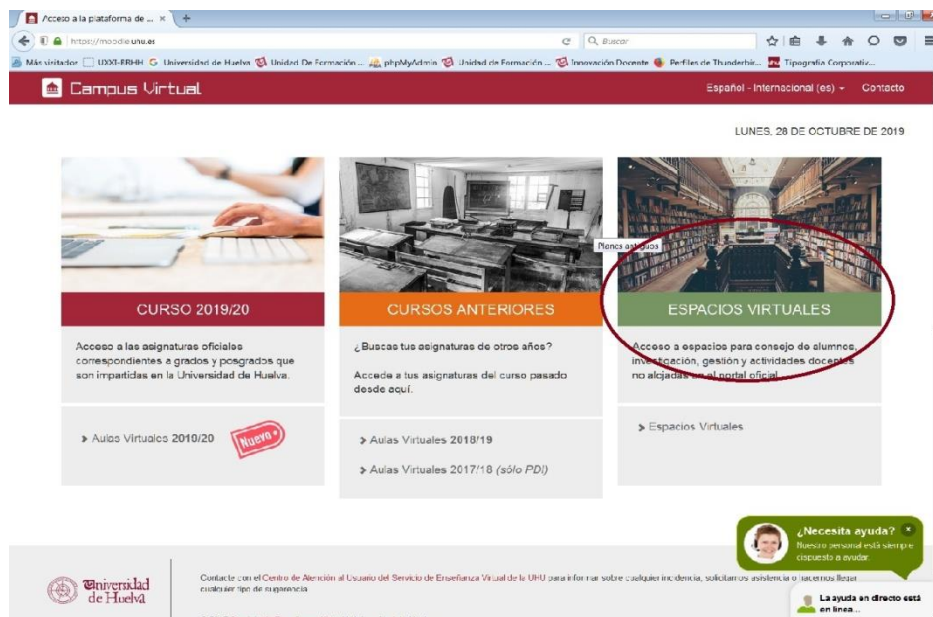 Acceso a la plataforma de ...
https://moodle.uhu.es
Buscar
Más visitados
UXXI-RRHH
Universidad de Huelva
Unidad De Formación ...
phpMyAdmin
Unidad de Formación ...
Innovación Docente
Perfiles de Thunderbir...
Tipografía Corporativ...
Campus Virtual
Español - Internacional (es)
Contacto
LUNES, 28 DE OCTUBRE DE 2019
Planes antiguos
CURSO 2019/20
Acceso a las asignaturas oficiales
correspondientes a grados y posgrados que
son impartidas en la Universidad de Huelva.
Aulas Virtuales 2019/20
Nuevo
CURSOS ANTERIORES
¿Buscas tus asignaturas de otros años?
Accede a tus asignaturas del curso pasado
desde aquí.
Aulas Virtuales 2018/19
Aulas Virtuales 2017/18 (sólo PDI)
ESPACIOS VIRTUALES
Acceso a espacios para consejo de alumnos,
investigación, gestión y actividades docentes
no alojadas en el portal oficial.
Espacios Virtuales
¿Necesita ayuda?
Nuestro personal está siempre
dispuesto a ayudar.
La ayuda en directo está
en línea...
Universidad
de Huelva
Contacte con el Centro de Atención al Usuario del Servicio de Enseñanza Virtual de la UHU para informar sobre cualquier incidencia, solicitarnos asistencia o hacernos llegar
cualquier tipo de sugerencia